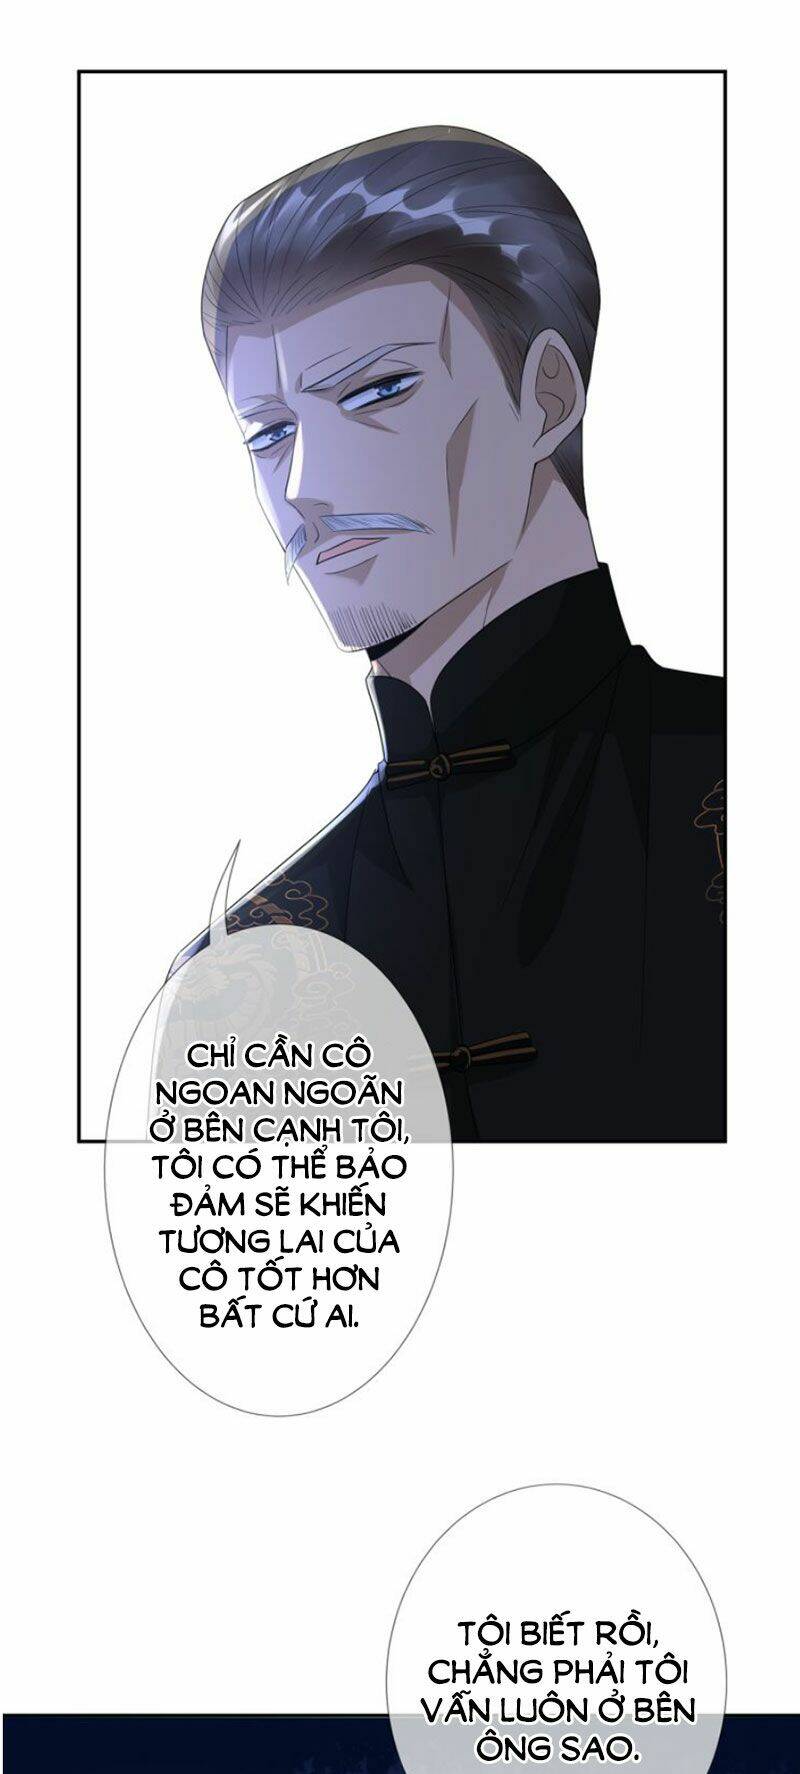 CHỈ CẦN CÔ
NGOAN NGOÃN
Ở BÊN CẠNH TÔI,
TÔI CÓ THỂ BẢO
ĐẢM SẼ KHIẾN
TƯƠNG LAI CỦA
CÔ TỐT HƠN
BẤT CỨ AI.
TÔI BIẾT RỒI,
CHẲNG PHẢI TÔI
VẪN LUÔN Ở BÊN
ÔNG SAO.